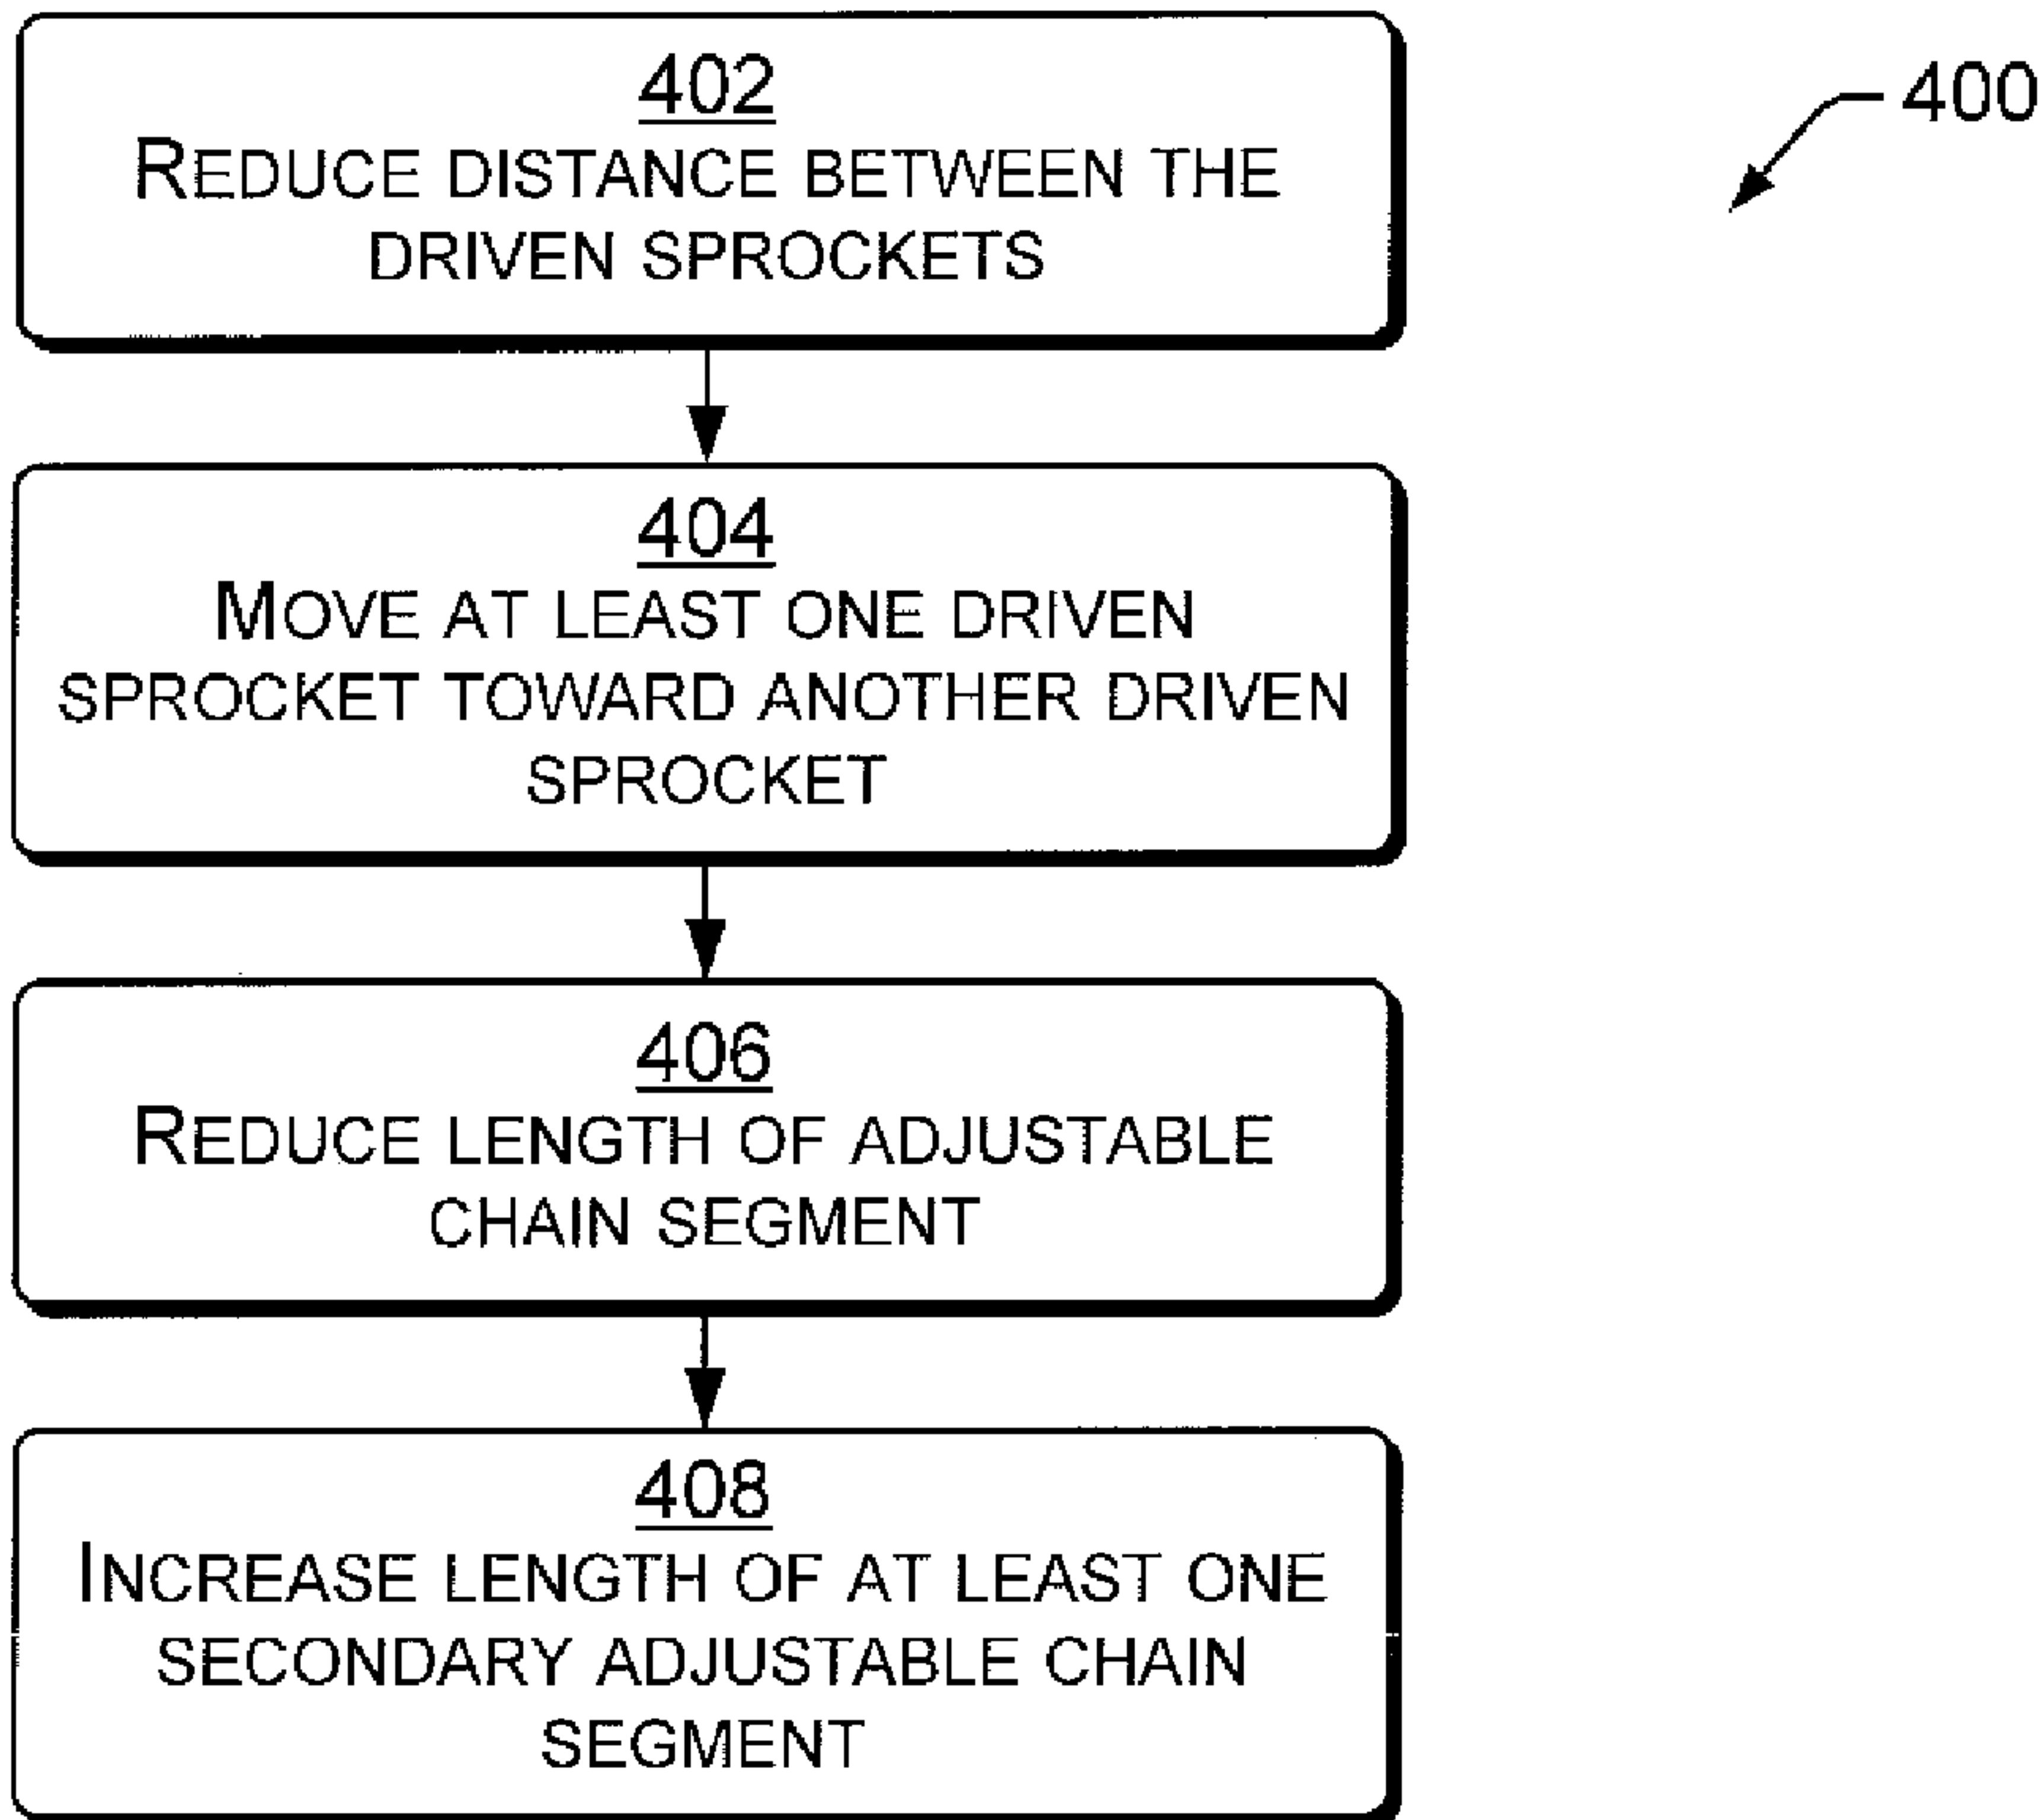 402
REDUCE DISTANCE BETWEEN THE
DRIVEN SPROCKETS
400
404
MOVE AT LEAST ONE DRIVEN
SPROCKET TOWARD ANOTHER DRIVEN
SPROCKET
406
REDUCE LENGTH OF ADJUSTABLE
CHAIN SEGMENT
408
INCREASE LENGTH OF AT LEAST ONE
SECONDARY ADJUSTABLE CHAIN
SEGMENT